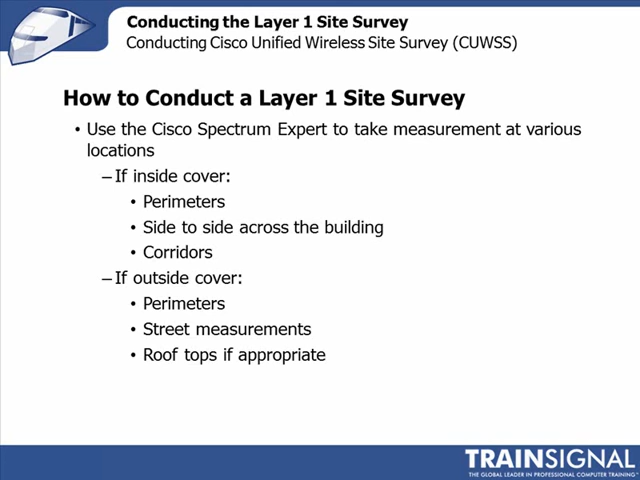 Conducting the Layer 1 Site Survey
Conducting Cisco Unified Wireless Site Survey (CUWSS)
How to Conduct a Layer 1 Site Survey
• Use the Cisco Spectrum Expert to take measurement at various
locations
– If inside cover:
• Perimeters
• Side to side across the building
• Corridors
– If outside cover:
• Perimeters
• Street measurements
• Roof tops if appropriate
TRAINSIGNAL
THE GLOBAL LEADER IN PROFESSIONAL COMPUTER TRAINING